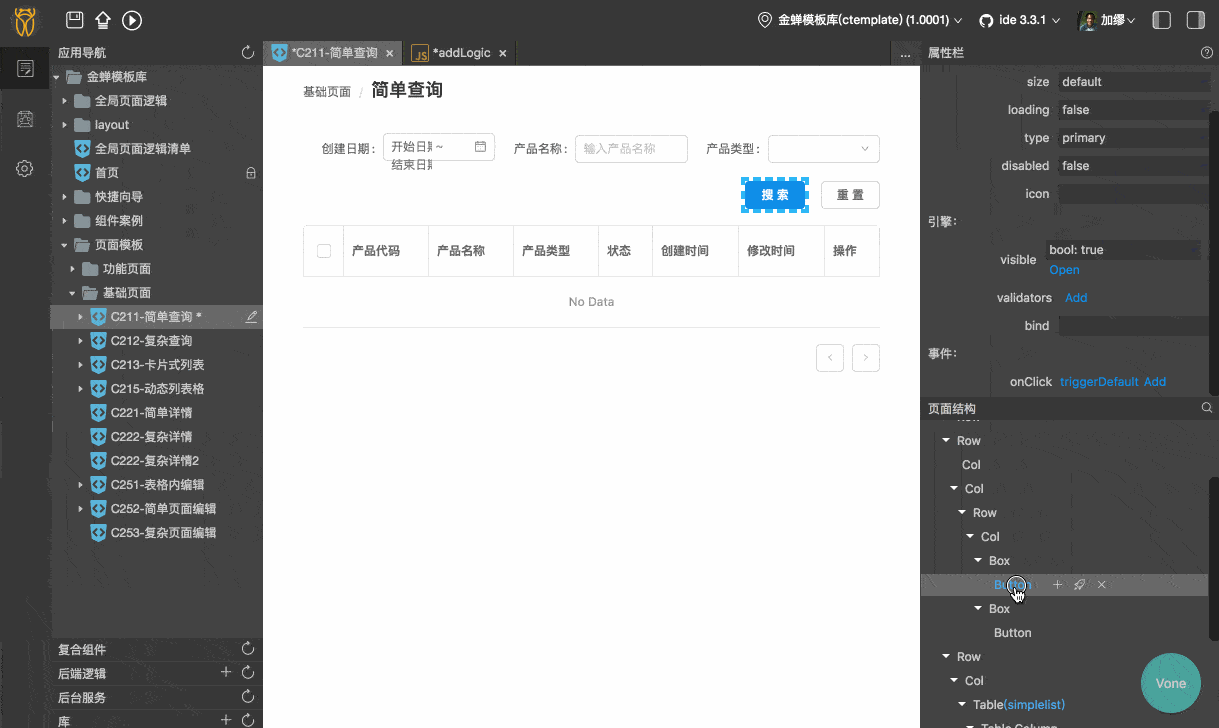 金蝉模板库(ctemplate) (1.0001)
ide 3.3.1
加缪
应用导航
金蝉模板库
全局页面逻辑
layout
全局页面逻辑清单
首页
快捷向导
组件案例
页面模板
功能页面
基础页面
C211-简单查询 *
C212-复杂查询
C213-卡片式列表
C215-动态列表格
C221-简单详情
C222-复杂详情
C222-复杂详情2
C251-表格内编辑
C252-简单页面编辑
C253-复杂页面编辑
复合组件
后端逻辑
后台服务
库
*C211-简单查询 ×
JS *addLogic ×
...
基础页面 / 简单查询
创建日期: 开始日期 ~
结束日期
产品名称: 输入产品名称
产品类型:
搜 索
重 置
产品代码 产品名称 产品类型 状态 创建时间 修改时间 操作
No Data
属性栏
size default
loading false
type primary
disabled false
icon
引擎:
visible bool: true
Open
validators Add
bind
事件:
onClick triggerDefault Add
页面结构
Row
Col
Col
Row
Col
Box
Button
Box
Button
Row
Col
Table(simplelist)
Table Column
Vone